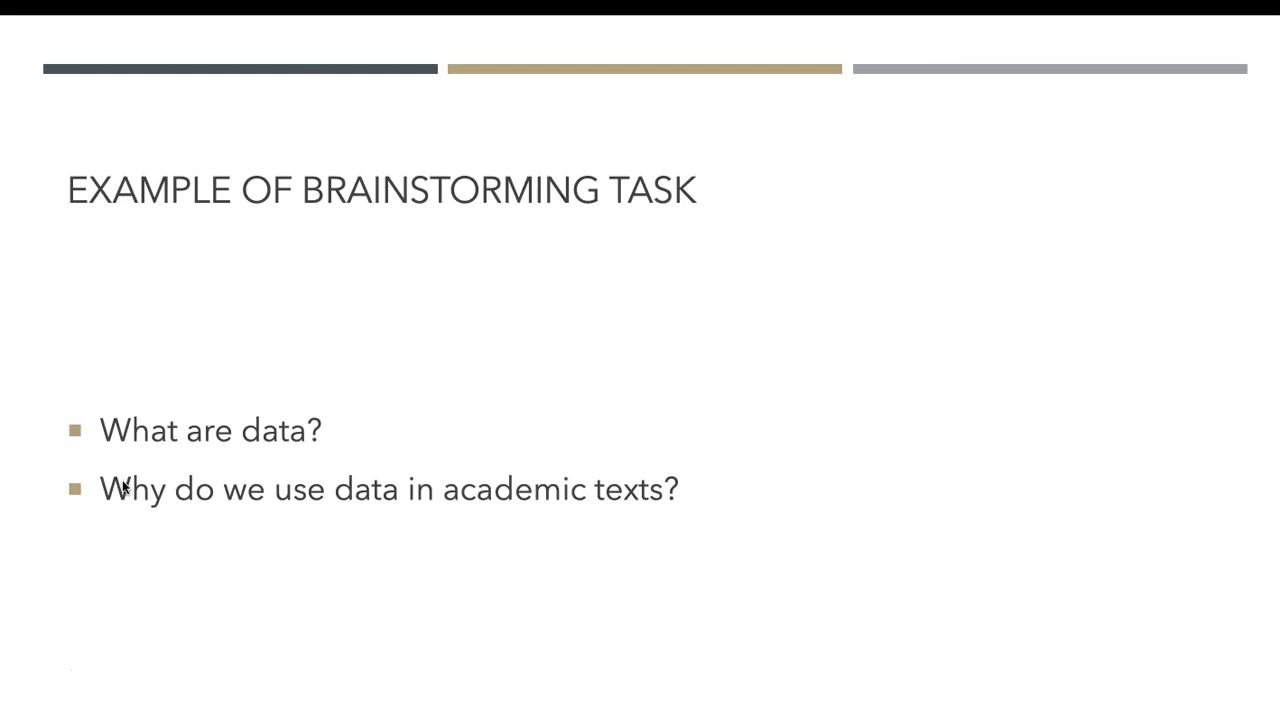 EXAMPLE OF BRAINSTORMING TASK
What are data?
Why do we use data in academic texts?